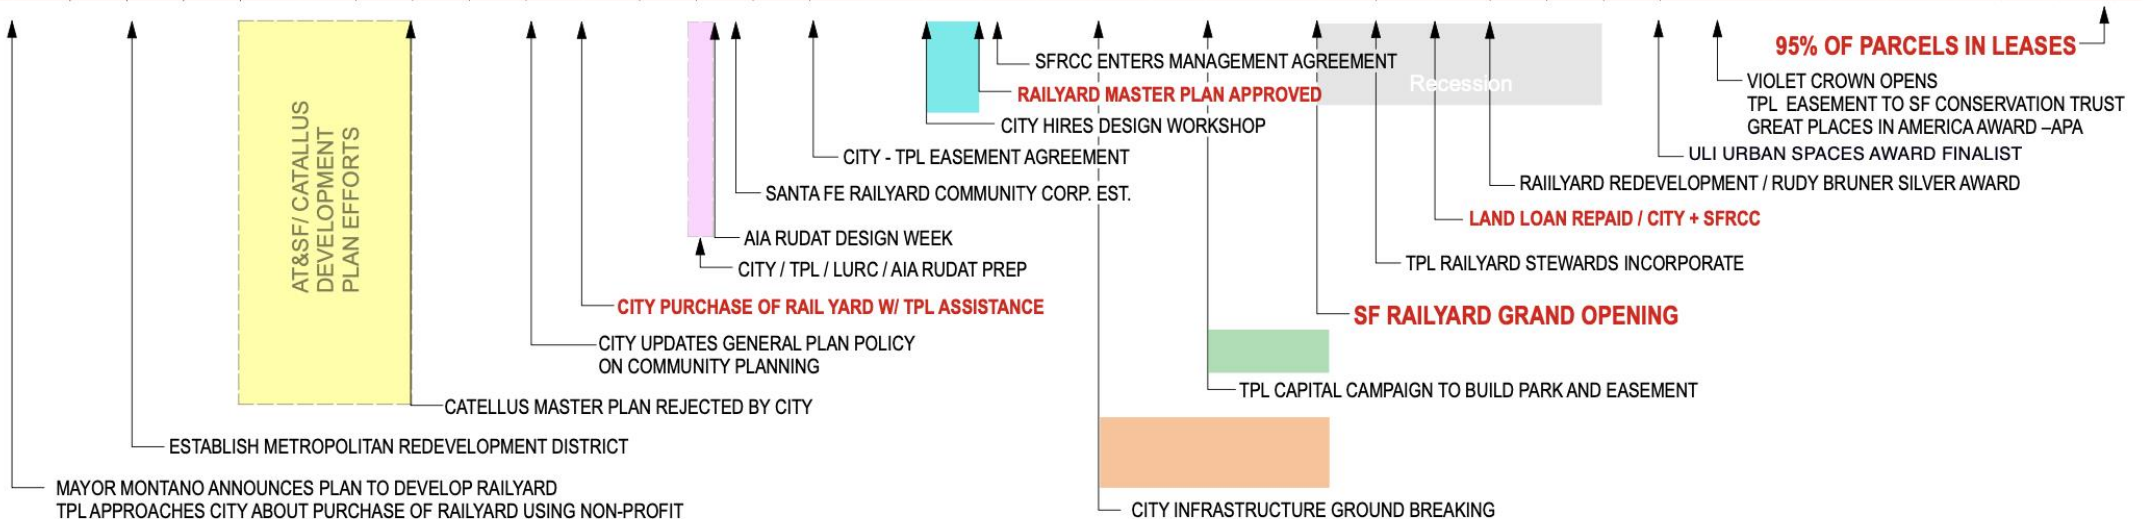 95% OF PARCELS IN LEASES
SFRCC ENTERS MANAGEMENT AGREEMENT
Recession
VIOLET CROWN OPENS
TPL EASEMENT TO SF CONSERVATION TRUST
GREAT PLACES IN AMERICA AWARD –APA
RAILYARD MASTER PLAN APPROVED
CITY HIRES DESIGN WORKSHOP
CITY - TPL EASEMENT AGREEMENT
ULI URBAN SPACES AWARD FINALIST
AT&SF/ CATALLUS
DEVELOPMENT
PLAN EFFORTS
SANTA FE RAILYARD COMMUNITY CORP. EST.
RAIILYARD REDEVELOPMENT / RUDY BRUNER SILVER AWARD
LAND LOAN REPAID / CITY + SFRCC
AIA RUDAT DESIGN WEEK
CITY / TPL / LURC / AIA RUDAT PREP
TPL RAILYARD STEWARDS INCORPORATE
CITY PURCHASE OF RAIL YARD W/ TPL ASSISTANCE
SF RAILYARD GRAND OPENING
CITY UPDATES GENERAL PLAN POLICY
ON COMMUNITY PLANNING
TPL CAPITAL CAMPAIGN TO BUILD PARK AND EASEMENT
CATELLUS MASTER PLAN REJECTED BY CITY
ESTABLISH METROPOLITAN REDEVELOPMENT DISTRICT
MAYOR MONTANO ANNOUNCES PLAN TO DEVELOP RAILYARD
TPL APPROACHES CITY ABOUT PURCHASE OF RAILYARD USING NON-PROFIT
CITY INFRASTRUCTURE GROUND BREAKING